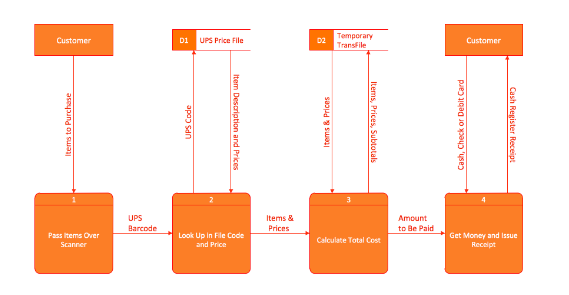 Customer
D1 UPS Price File
D2 Temporary
TransFile
Customer
Items to Purchase
UPS Code
Item Description and Prices
Items & Prices
Items, Prices, Subtotals
Cash, Check or Debit Card
Cash Register Receipt
1
Pass Items Over
Scanner
UPS
Barcode
2
Look Up in File Code
and Price
Items &
Prices
3
Calculate Total Cost
Amount
to Be Paid
4
Get Money and Issue
Receipt